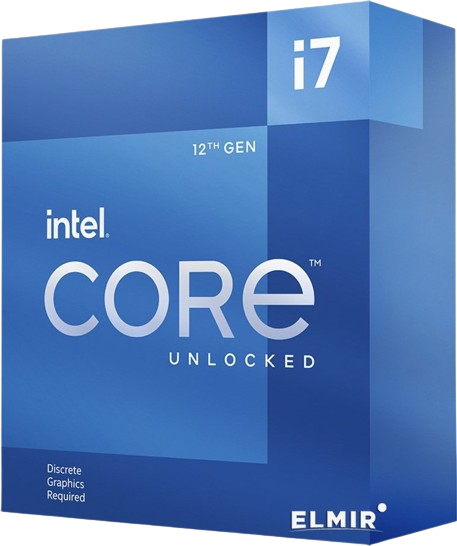 i7
12TH GEN
intel.
CORe™
UNLOCKED
Discrete
Graphics
Required
ELMIR